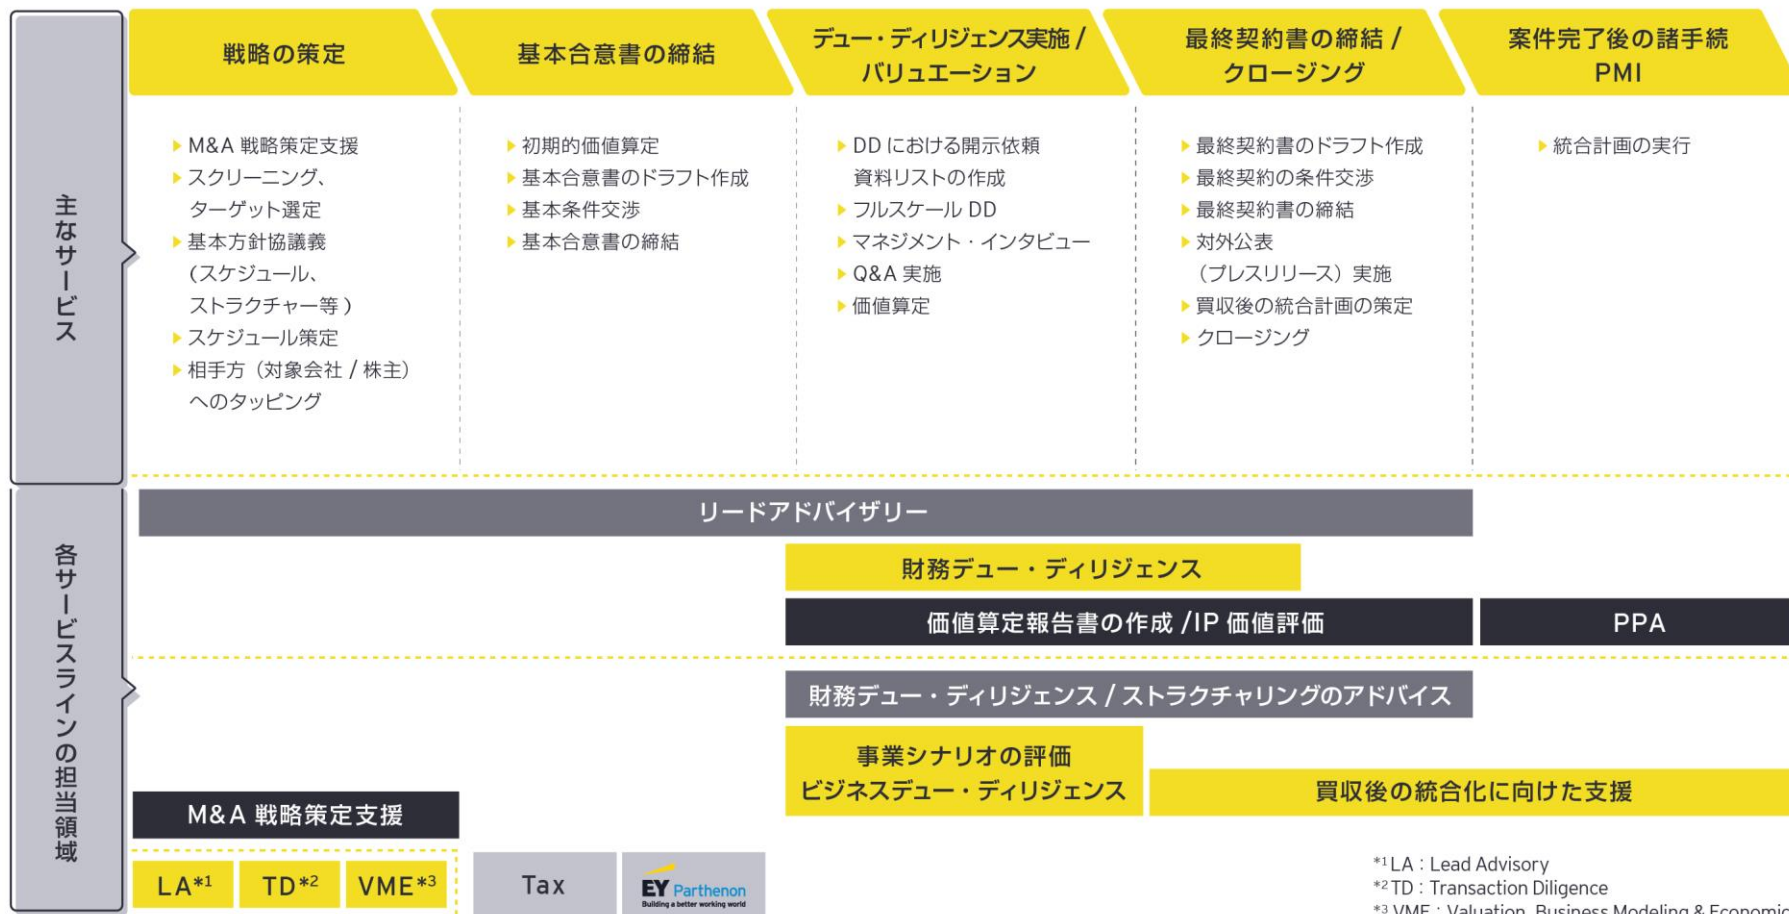 戦略の策定
基本合意書の締結
デュー・ディリジェンス実施 /
バリュエーション
最終契約書の締結 /
クロージング
案件完了後の諸手続
PMI
主なサービス
M&A 戦略策定支援
スクリーニング、
ターゲット選定
基本方針協議義
(スケジュール、
ストラクチャー等 )
スケジュール策定
相手方（対象会社 / 株主）
へのタッピング
初期的価値算定
基本合意書のドラフト作成
基本条件交渉
基本合意書の締結
DD における開示依頼
資料リストの作成
フルスケール DD
マネジメント・インタビュー
Q&A 実施
価値算定
最終契約書のドラフト作成
最終契約の条件交渉
最終契約書の締結
対外公表
（プレスリリース）実施
買収後の統合計画の策定
クロージング
統合計画の実行
各サービスラインの担当領域
リードアドバイザリー
財務デュー・ディリジェンス
価値算定報告書の作成 /IP 価値評価
PPA
財務デュー・ディリジェンス / ストラクチャリングのアドバイス
事業シナリオの評価
ビジネスデュー・ディリジェンス
買収後の統合化に向けた支援
M&A 戦略策定支援
LA*1
TD*2
VME*3
Tax
EY Parthenon
Building a better working world
*1 LA : Lead Advisory
*2 TD : Transaction Diligence
*3 VME : Valuation, Business Modeling & Economic